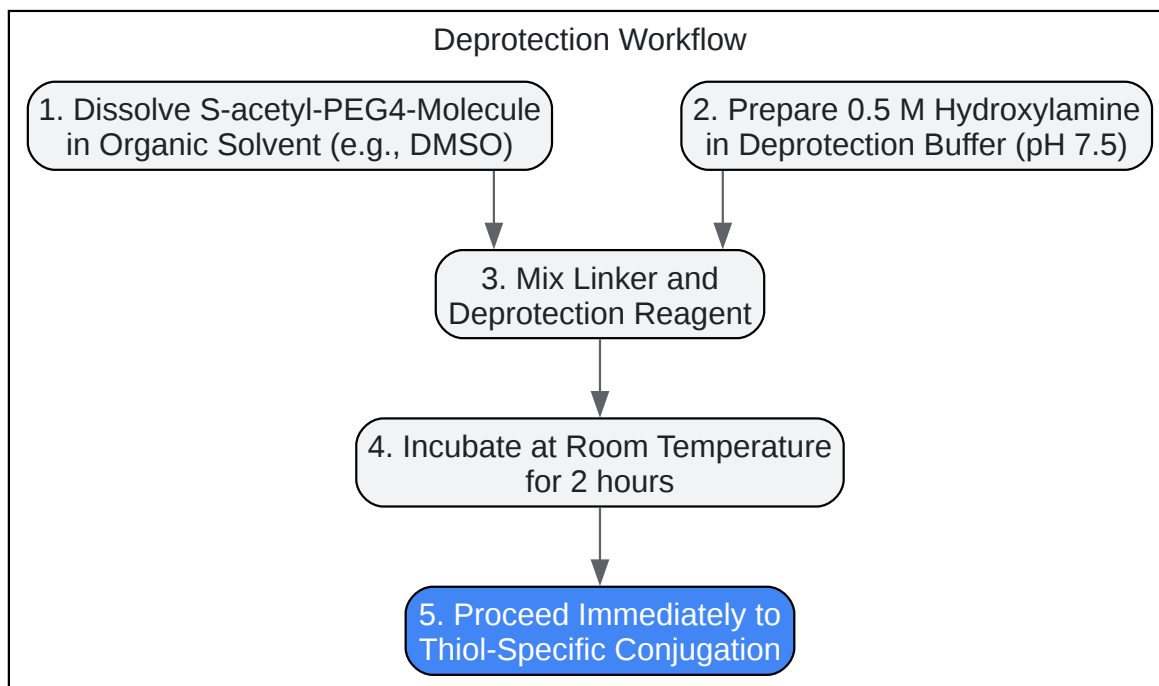 Deprotection Workflow
1. Dissolve S-acetyl-PEG4-Molecule
in Organic Solvent (e.g., DMSO)
2. Prepare 0.5 M Hydroxylamine
in Deprotection Buffer (pH 7.5)
3. Mix Linker and
Deprotection Reagent
4. Incubate at Room Temperature
for 2 hours
5. Proceed Immediately to
Thiol-Specific Conjugation